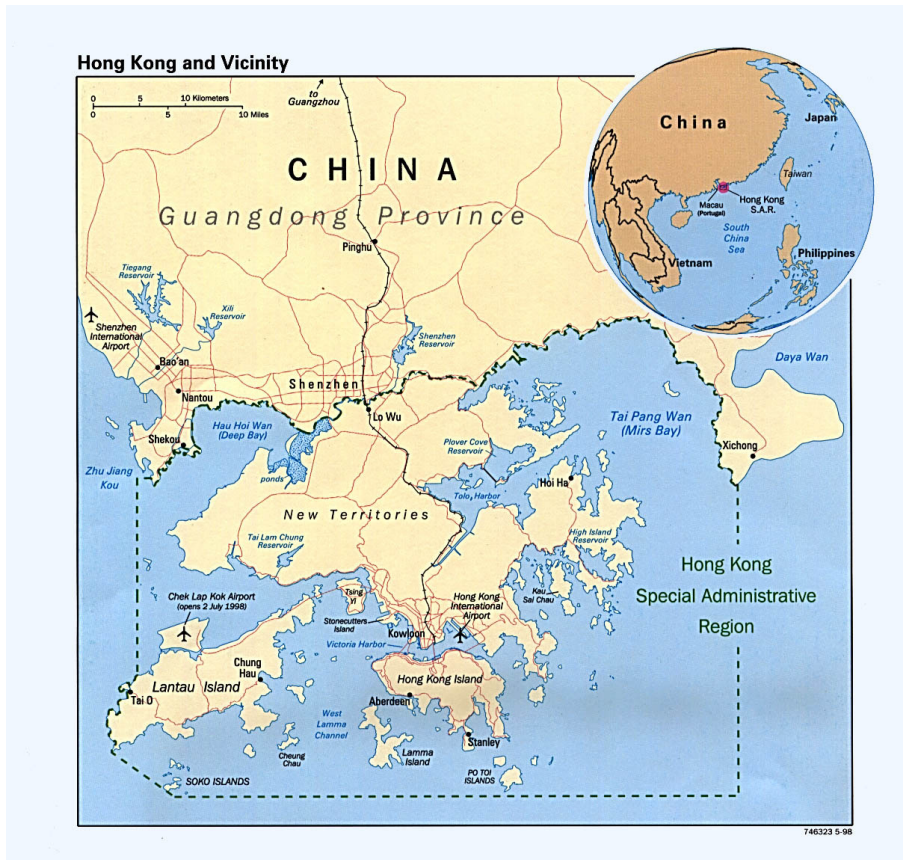 Hong Kong and Vicinity
0 5 10 Kilometers
0 5 10 Miles
to
Guangzhou
CHINA
Guangdong Province
Pinghu
Tiegang
Reservoir
Xili
Reservoir
Shenzhen
International
Airport
Shenzhen
Reservoir
Bao'an
Shenzhen
Nantou
Lo Wu
Shekou
Hau Hoi Wan
(Deep Bay)
Zhu Jiang
Kou
ponds
Plover Cove
Reservoir
Tai Pang Wan
(Mirs Bay)
Daya Wan
Xichong
Tolo Harbor
Hoi Ha
New Territories
Tai Lam Chung
Reservoir
High Island
Reservoir
Hong Kong
Special Administrative
Region
Chek Lap Kok Airport
(opens 2 July 1998)
Tsing
Yi
Stonecutters
Island
Hong Kong
International
Airport
Kau
Sai Chau
Kowloon
Victoria Harbor
Chung
Hau
Lantau Island
Tai O
Hong Kong Island
Aberdeen
West
Lamma
Channel
Stanley
Cheung
Chau
Lamma
Island
SOKO ISLANDS
PO TOI
ISLANDS
China
Japan
Taiwan
Macau
(Portugal)
Hong Kong
S.A.R.
South
China
Sea
Vietnam
Philippines
746323 5-98